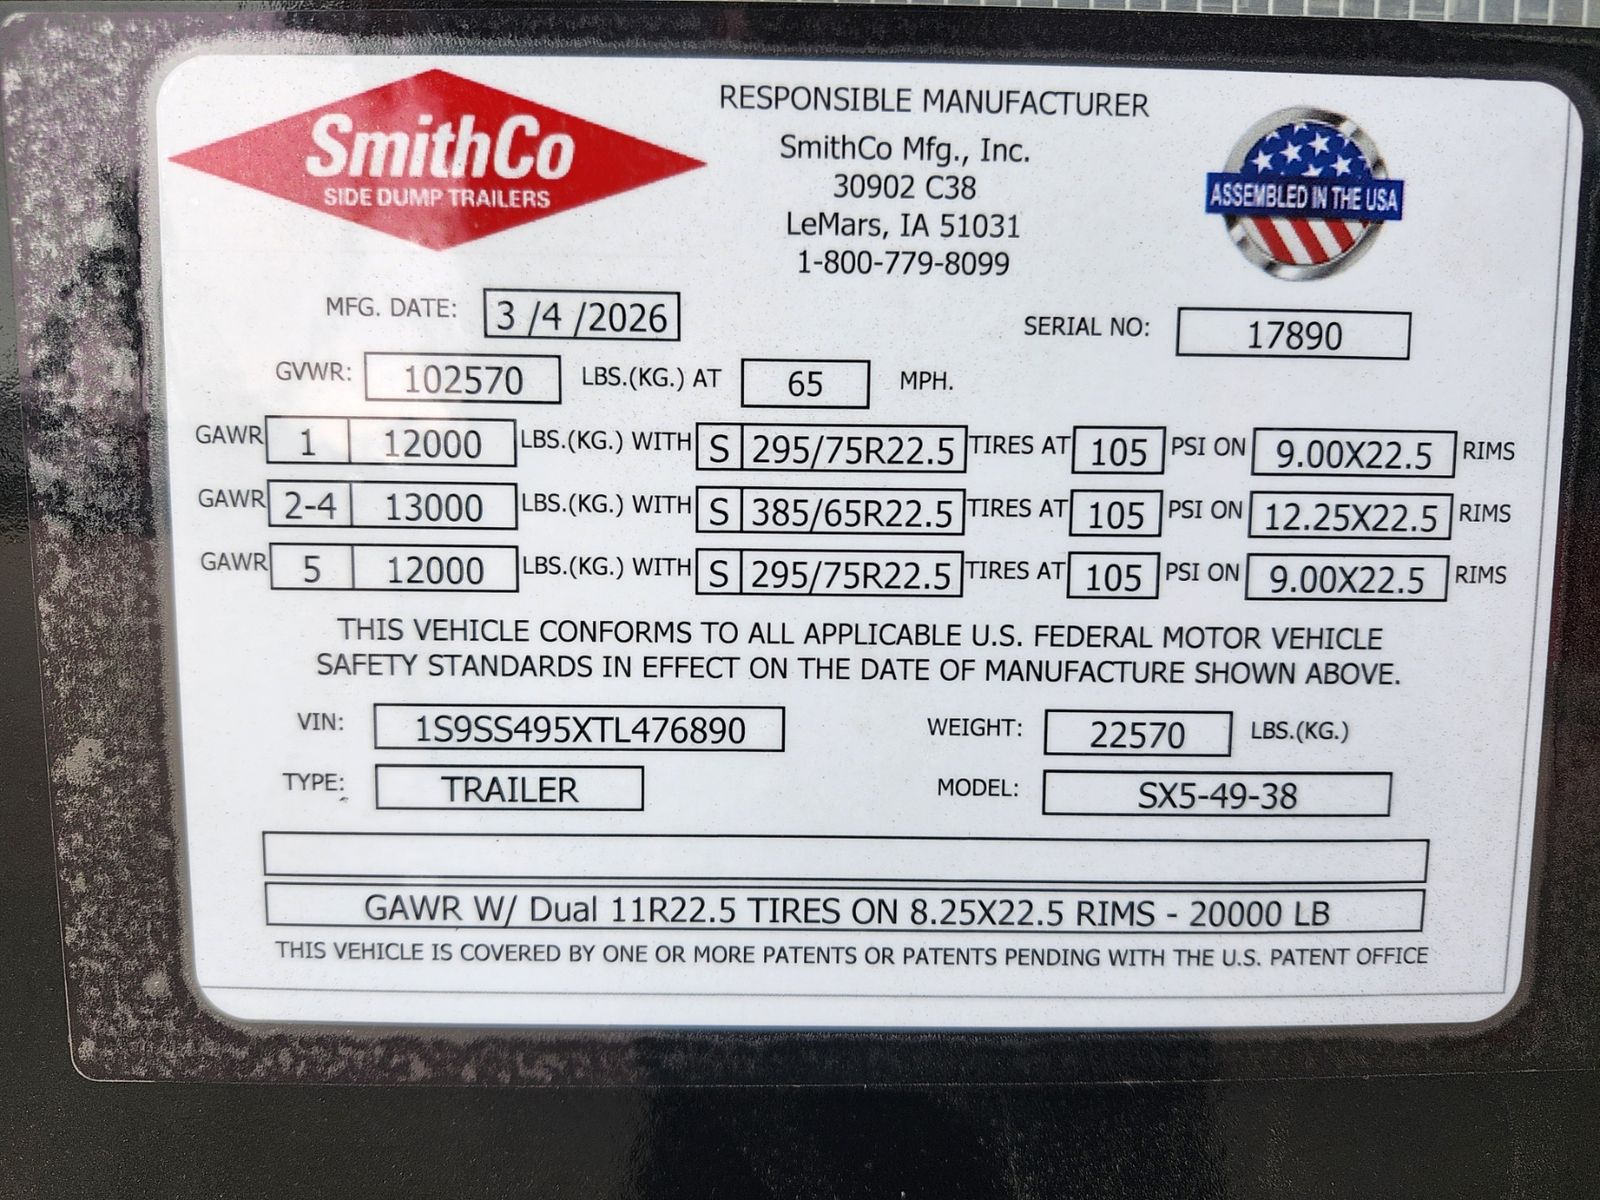 SmithCo
SIDE DUMP TRAILERS
RESPONSIBLE MANUFACTURER
SmithCo Mfg., Inc.
30902 C38
LeMars, IA 51031
1-800-779-8099
ASSEMBLED IN THE USA
MFG. DATE: 3 /4 /2026 SERIAL NO: 17890
GVWR: 102570 LBS.(KG.) AT 65 MPH.
GAWR 1 12000 LBS.(KG.) WITH S 295/75R22.5 TIRES AT 105 PSI ON 9.00X22.5 RIMS
GAWR 2-4 13000 LBS.(KG.) WITH S 385/65R22.5 TIRES AT 105 PSI ON 12.25X22.5 RIMS
GAWR 5 12000 LBS.(KG.) WITH S 295/75R22.5 TIRES AT 105 PSI ON 9.00X22.5 RIMS
THIS VEHICLE CONFORMS TO ALL APPLICABLE U.S. FEDERAL MOTOR VEHICLE
SAFETY STANDARDS IN EFFECT ON THE DATE OF MANUFACTURE SHOWN ABOVE.
VIN: 1S9SS495XTL476890 WEIGHT: 22570 LBS.(KG.)
TYPE: TRAILER MODEL: SX5-49-38
GAWR W/ Dual 11R22.5 TIRES ON 8.25X22.5 RIMS - 20000 LB
THIS VEHICLE IS COVERED BY ONE OR MORE PATENTS OR PATENTS PENDING WITH THE U.S. PATENT OFFICE